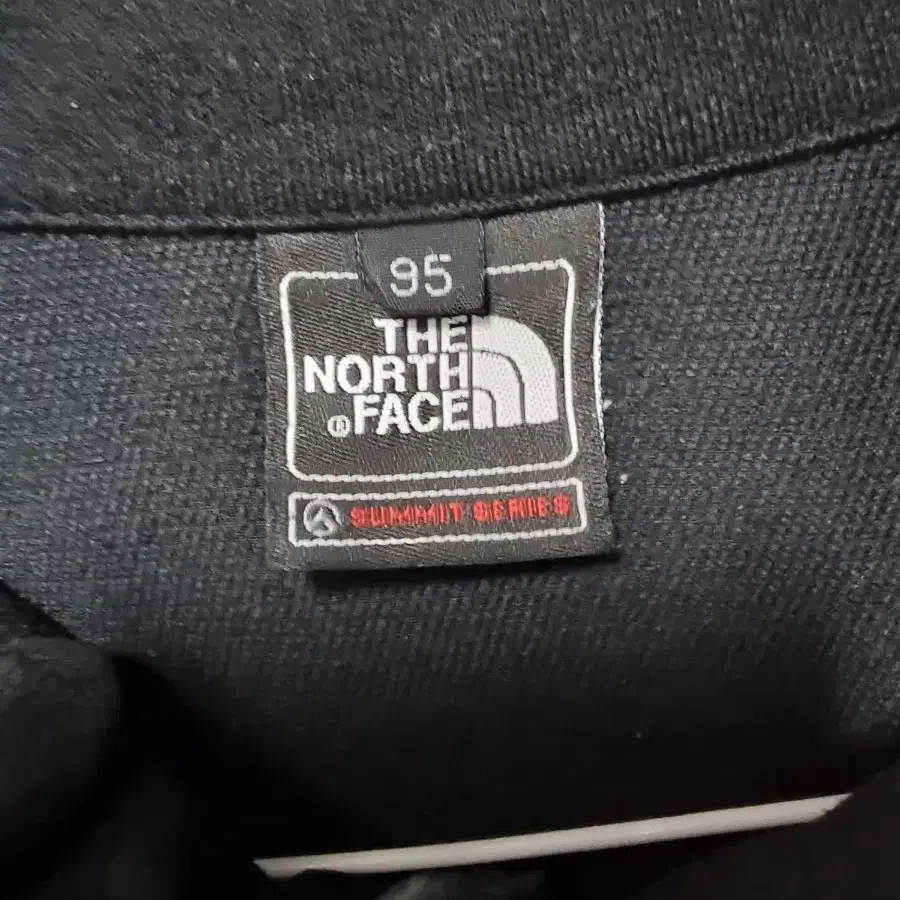 95
THE
NORTH
®FACE
SUMMIT SERIES